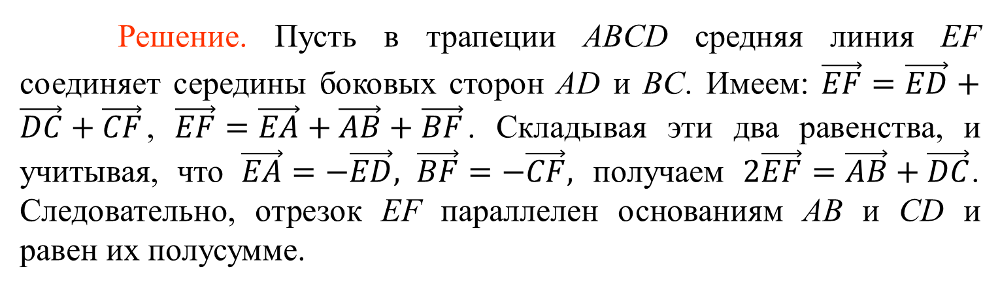 Решение. Пусть в трапеции ABCD средняя линия EF
соединяет середины боковых сторон AD и BC. Имеем: $\overrightarrow{EF} = \overrightarrow{ED} +$
$\overrightarrow{DC} + \overrightarrow{CF}$, $\overrightarrow{EF} = \overrightarrow{EA} + \overrightarrow{AB} + \overrightarrow{BF}$. Складывая эти два равенства, и
учитывая, что $\overrightarrow{EA} = -\overrightarrow{ED}$, $\overrightarrow{BF} = -\overrightarrow{CF}$, получаем $2\overrightarrow{EF} = \overrightarrow{AB} + \overrightarrow{DC}$.
Следовательно, отрезок EF параллелен основаниям AB и CD и
равен их полусумме.